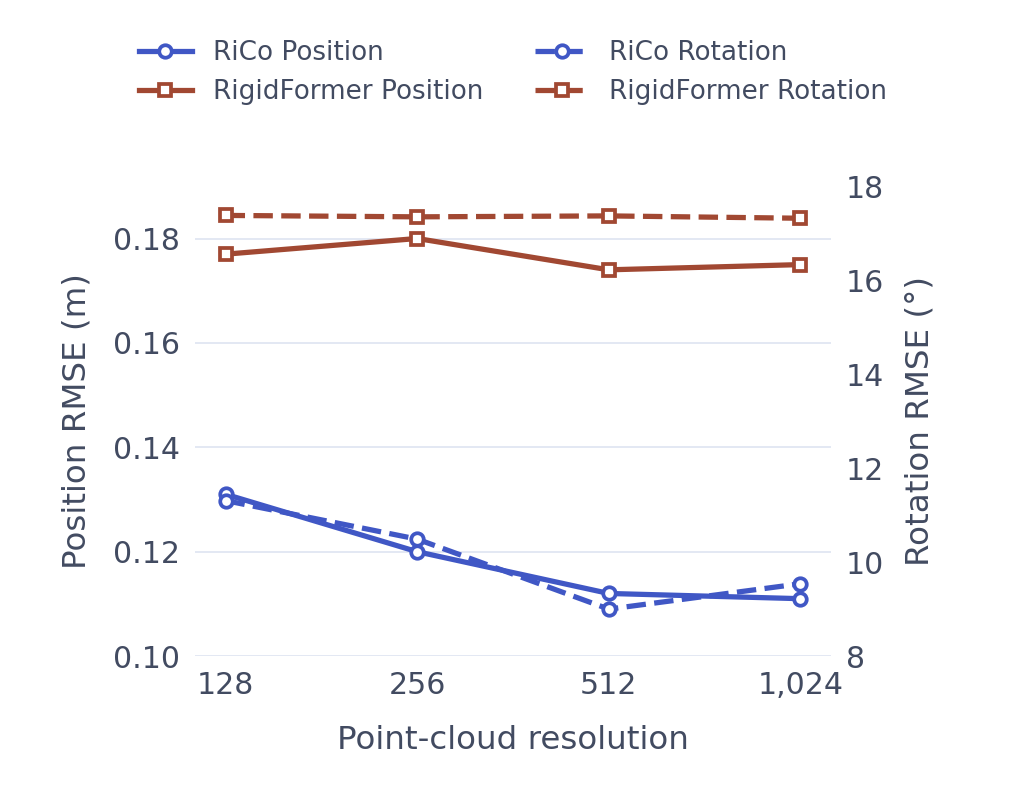 RiCo Position
RiCo Rotation
RigidFormer Position
RigidFormer Rotation
Position RMSE (m)
0.18
0.16
0.14
0.12
0.10
18
16
14
12
10
8
Rotation RMSE (°)
128 256 512 1,024
Point-cloud resolution